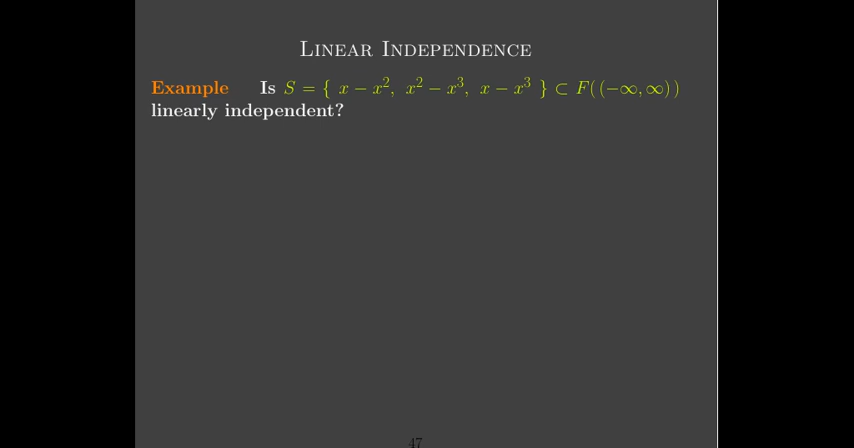 Linear Independence
Example Is S = { x − x², x² − x³, x − x³ } ⊂ F( (−∞, ∞) )
linearly independent?
47